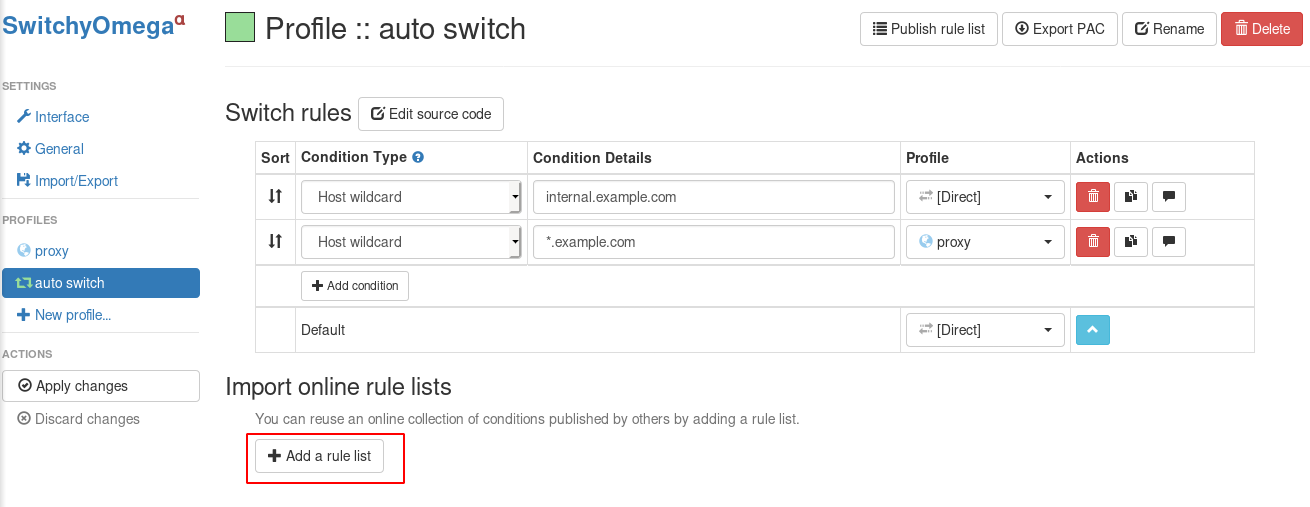 SwitchyOmegaα
Profile :: auto switch
Publish rule list
Export PAC
Rename
Delete
SETTINGS
Interface
General
Import/Export
PROFILES
proxy
auto switch
New profile...
ACTIONS
Apply changes
Discard changes
Switch rules
Edit source code
Sort Condition Type ? Condition Details Profile Actions
Host wildcard internal.example.com [Direct]
Host wildcard *.example.com proxy
Add condition
Default [Direct]
Import online rule lists
You can reuse an online collection of conditions published by others by adding a rule list.
Add a rule list